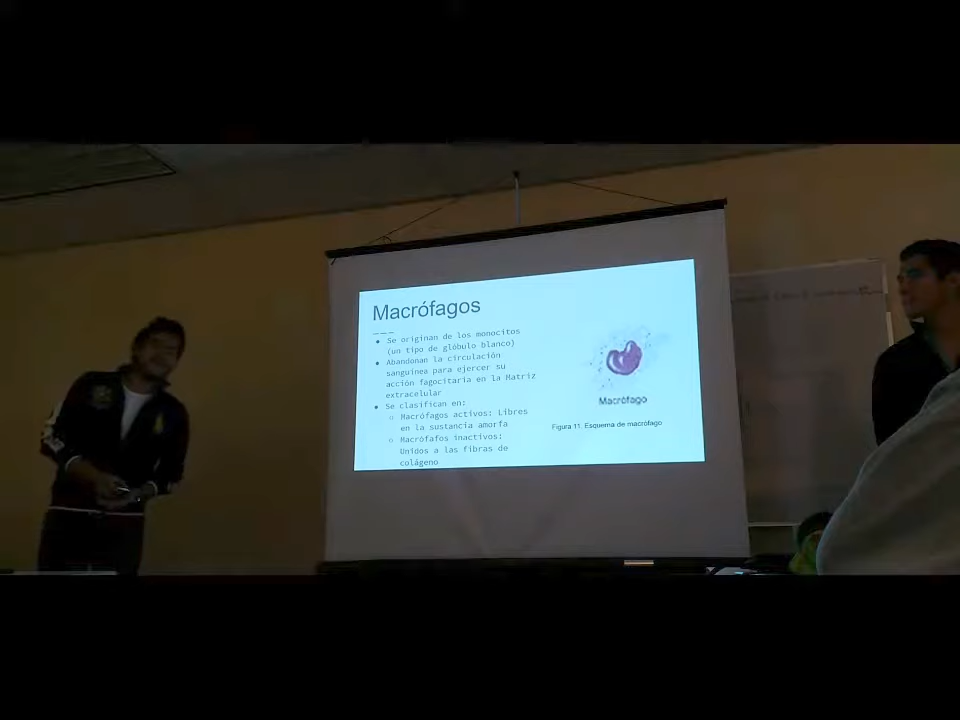 Macrófagos
● Se originan de los monocitos
(un tipo de glóbulo blanco)
● Abandonan la circulación
sanguínea para ejercer su
acción fagocitaria en la Matriz
extracelular
● Se clasifican en:
○ Macrófagos activos: Libres
en la sustancia amorfa
○ Macrófafos inactivos:
Unidos a las fibras de
colágeno
Macrófago
Figura 11. Esquema de macrófago